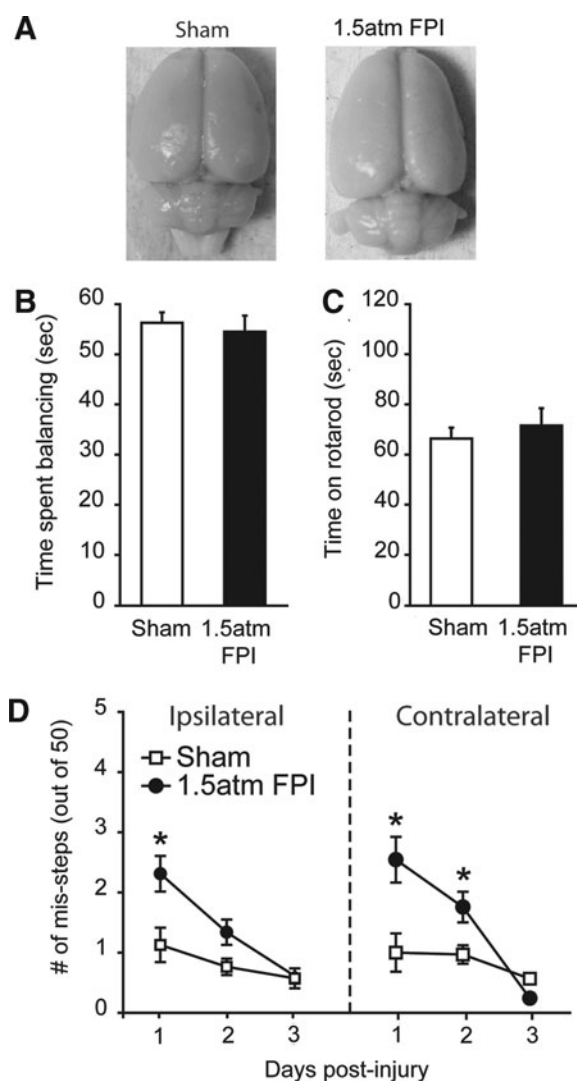 A
Sham
1.5atm FPI
B
Time spent balancing (sec)
60
50
40
30
20
10
0
Sham
1.5atm
FPI
C
Time on rotarod (sec)
120
100
80
60
40
20
0
Sham
1.5atm
FPI
D
# of mis-steps (out of 50)
5
4
3
2
1
0
Ipsilateral
Contralateral
Sham
1.5atm FPI
*
*
*
1
2
3
1
2
3
Days post-injury